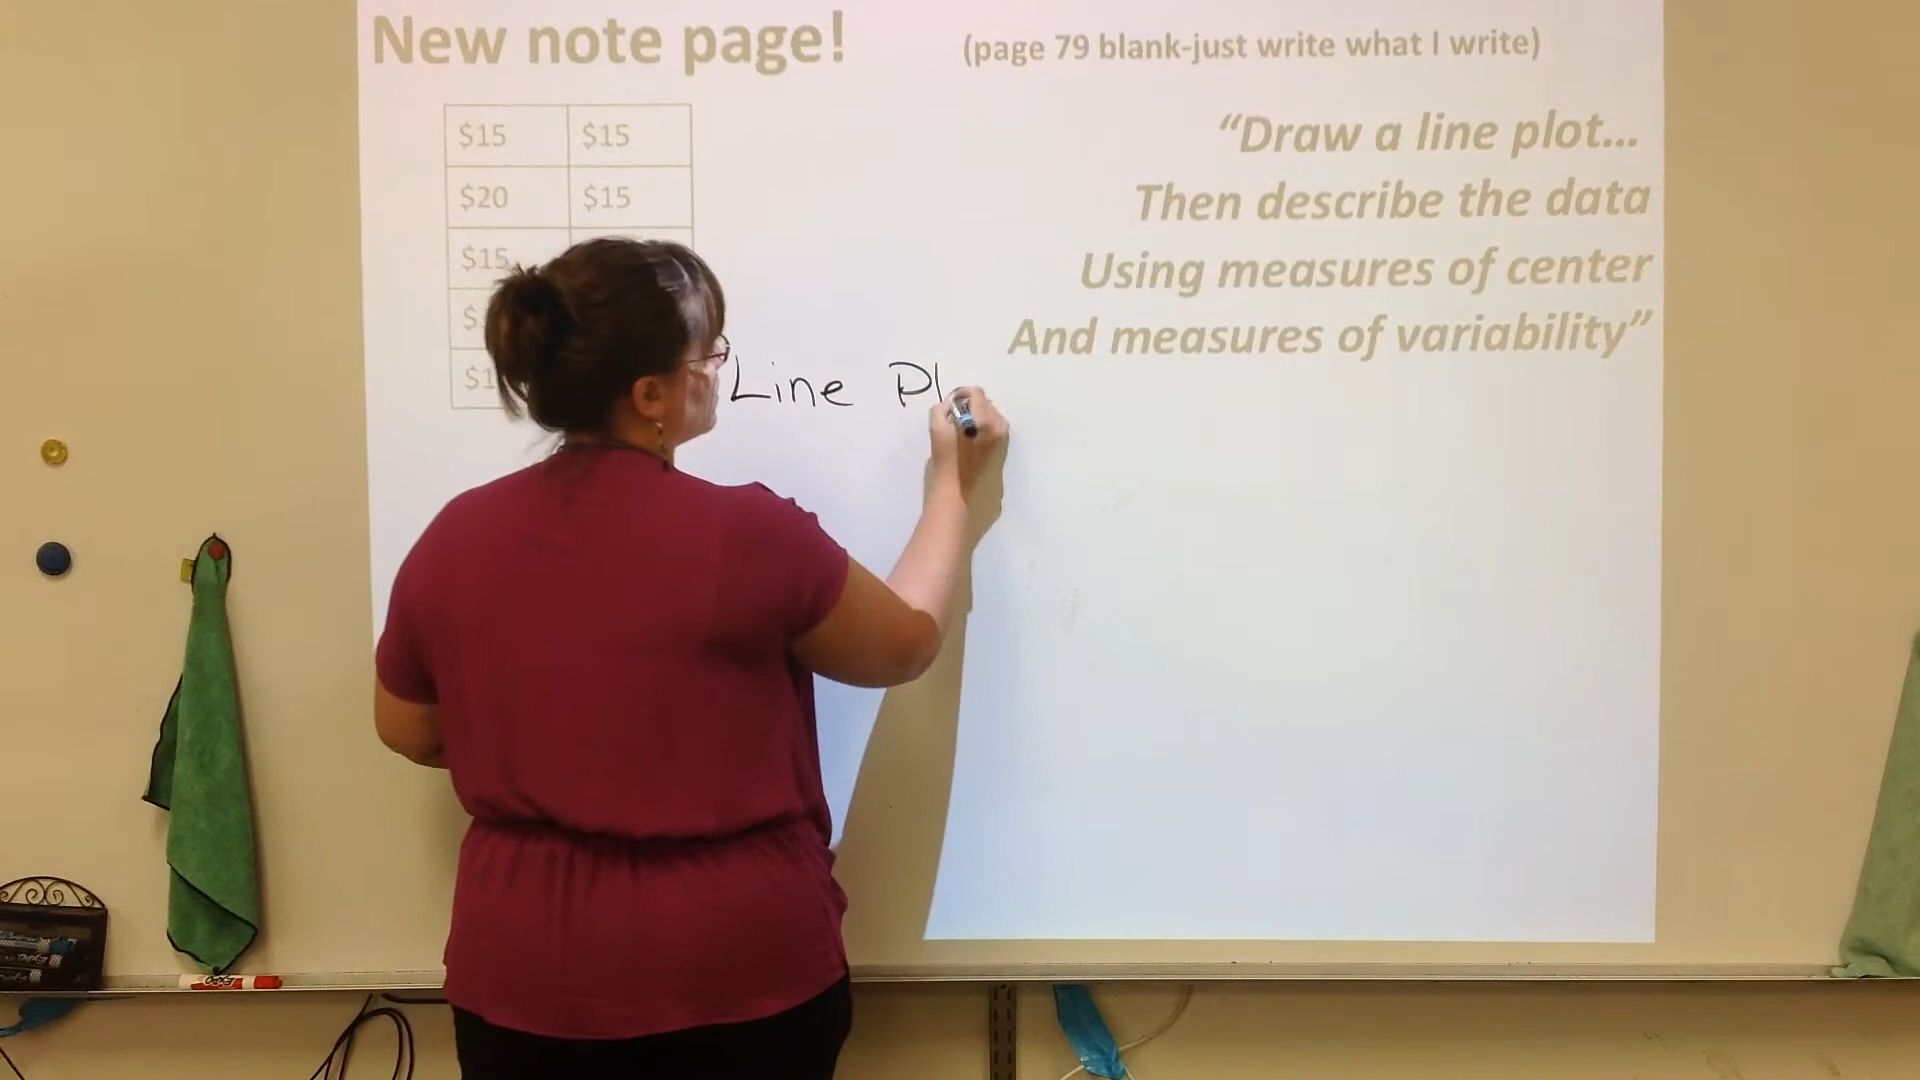 New note page!
(page 79 blank-just write what I write)
$15 $15
$20 $15
$15
“Draw a line plot...
Then describe the data
Using measures of center
And measures of variability”
Line Pl